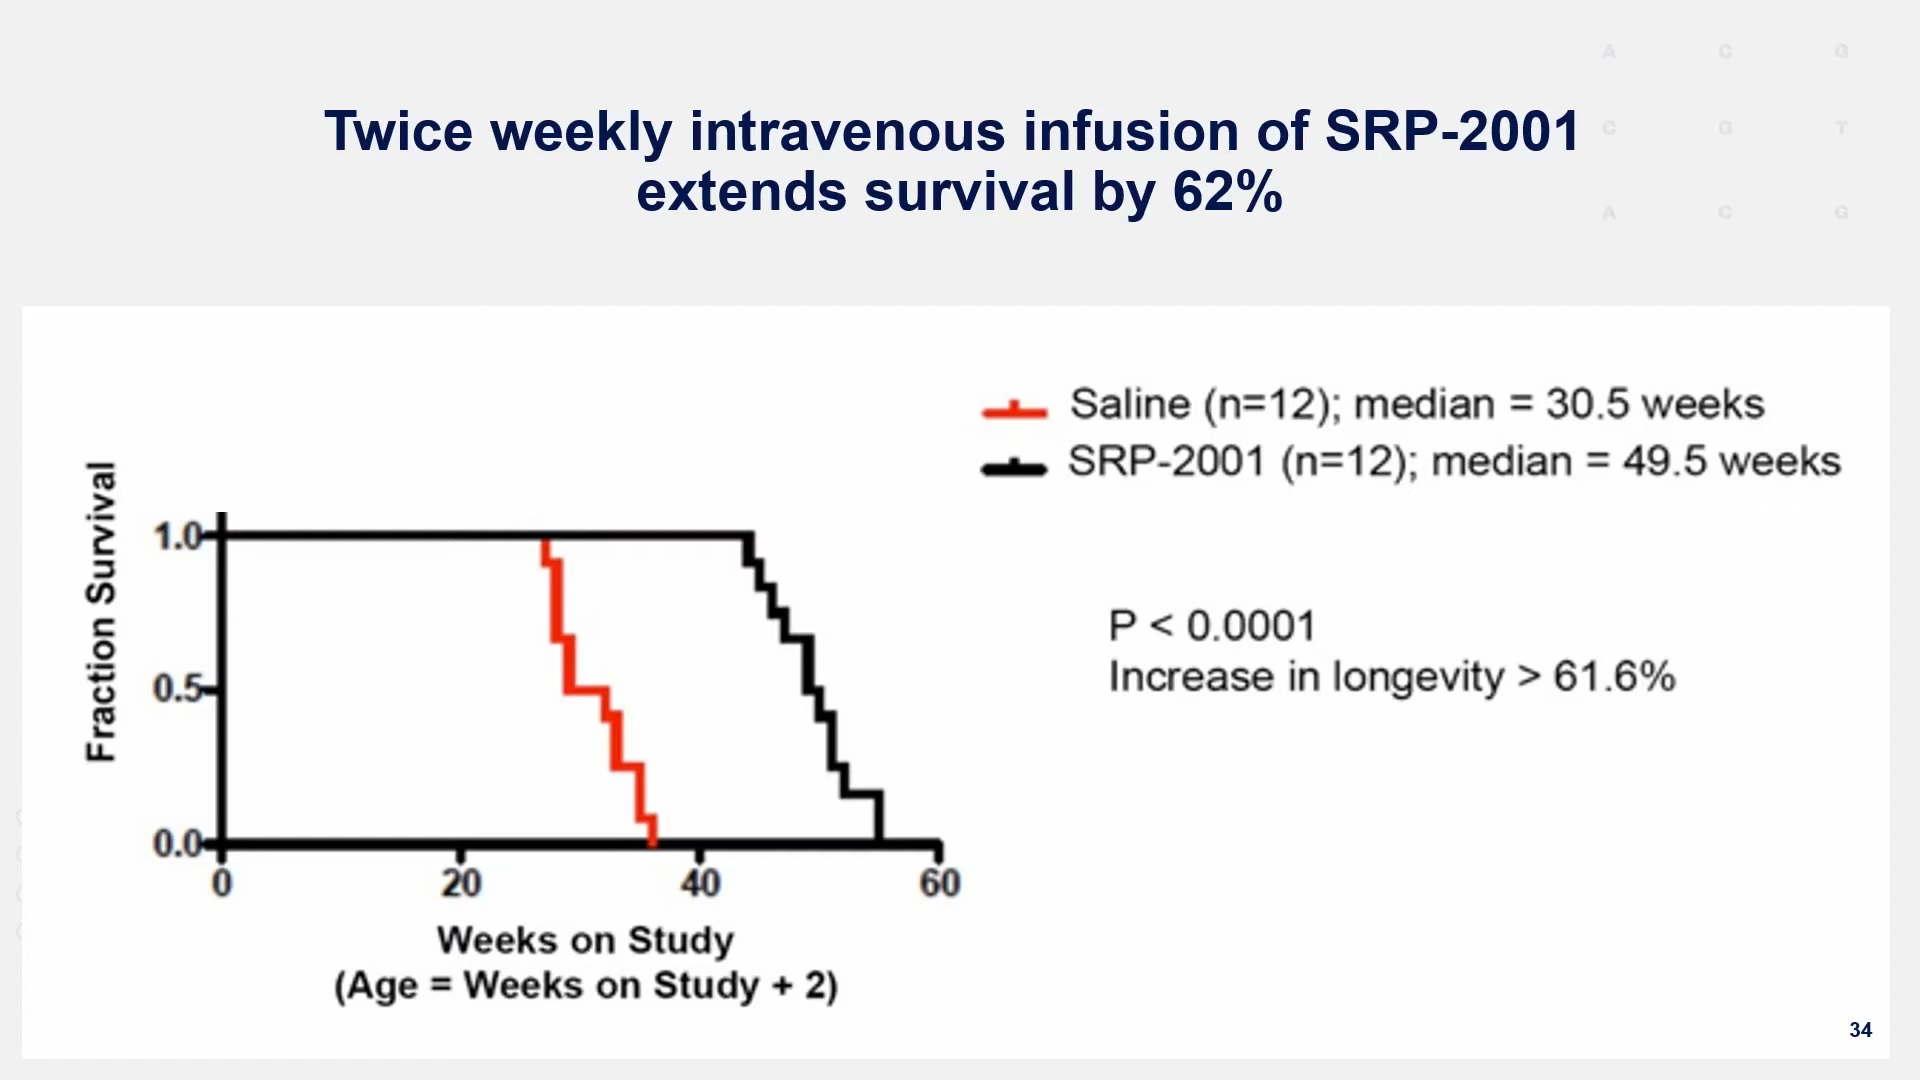 A C G
C G T
A C G
Twice weekly intravenous infusion of SRP-2001
extends survival by 62%
Saline (n=12); median = 30.5 weeks
SRP-2001 (n=12); median = 49.5 weeks
Fraction Survival
1.0
0.5
0.0
0 20 40 60
Weeks on Study
(Age = Weeks on Study + 2)
P < 0.0001
Increase in longevity > 61.6%
34